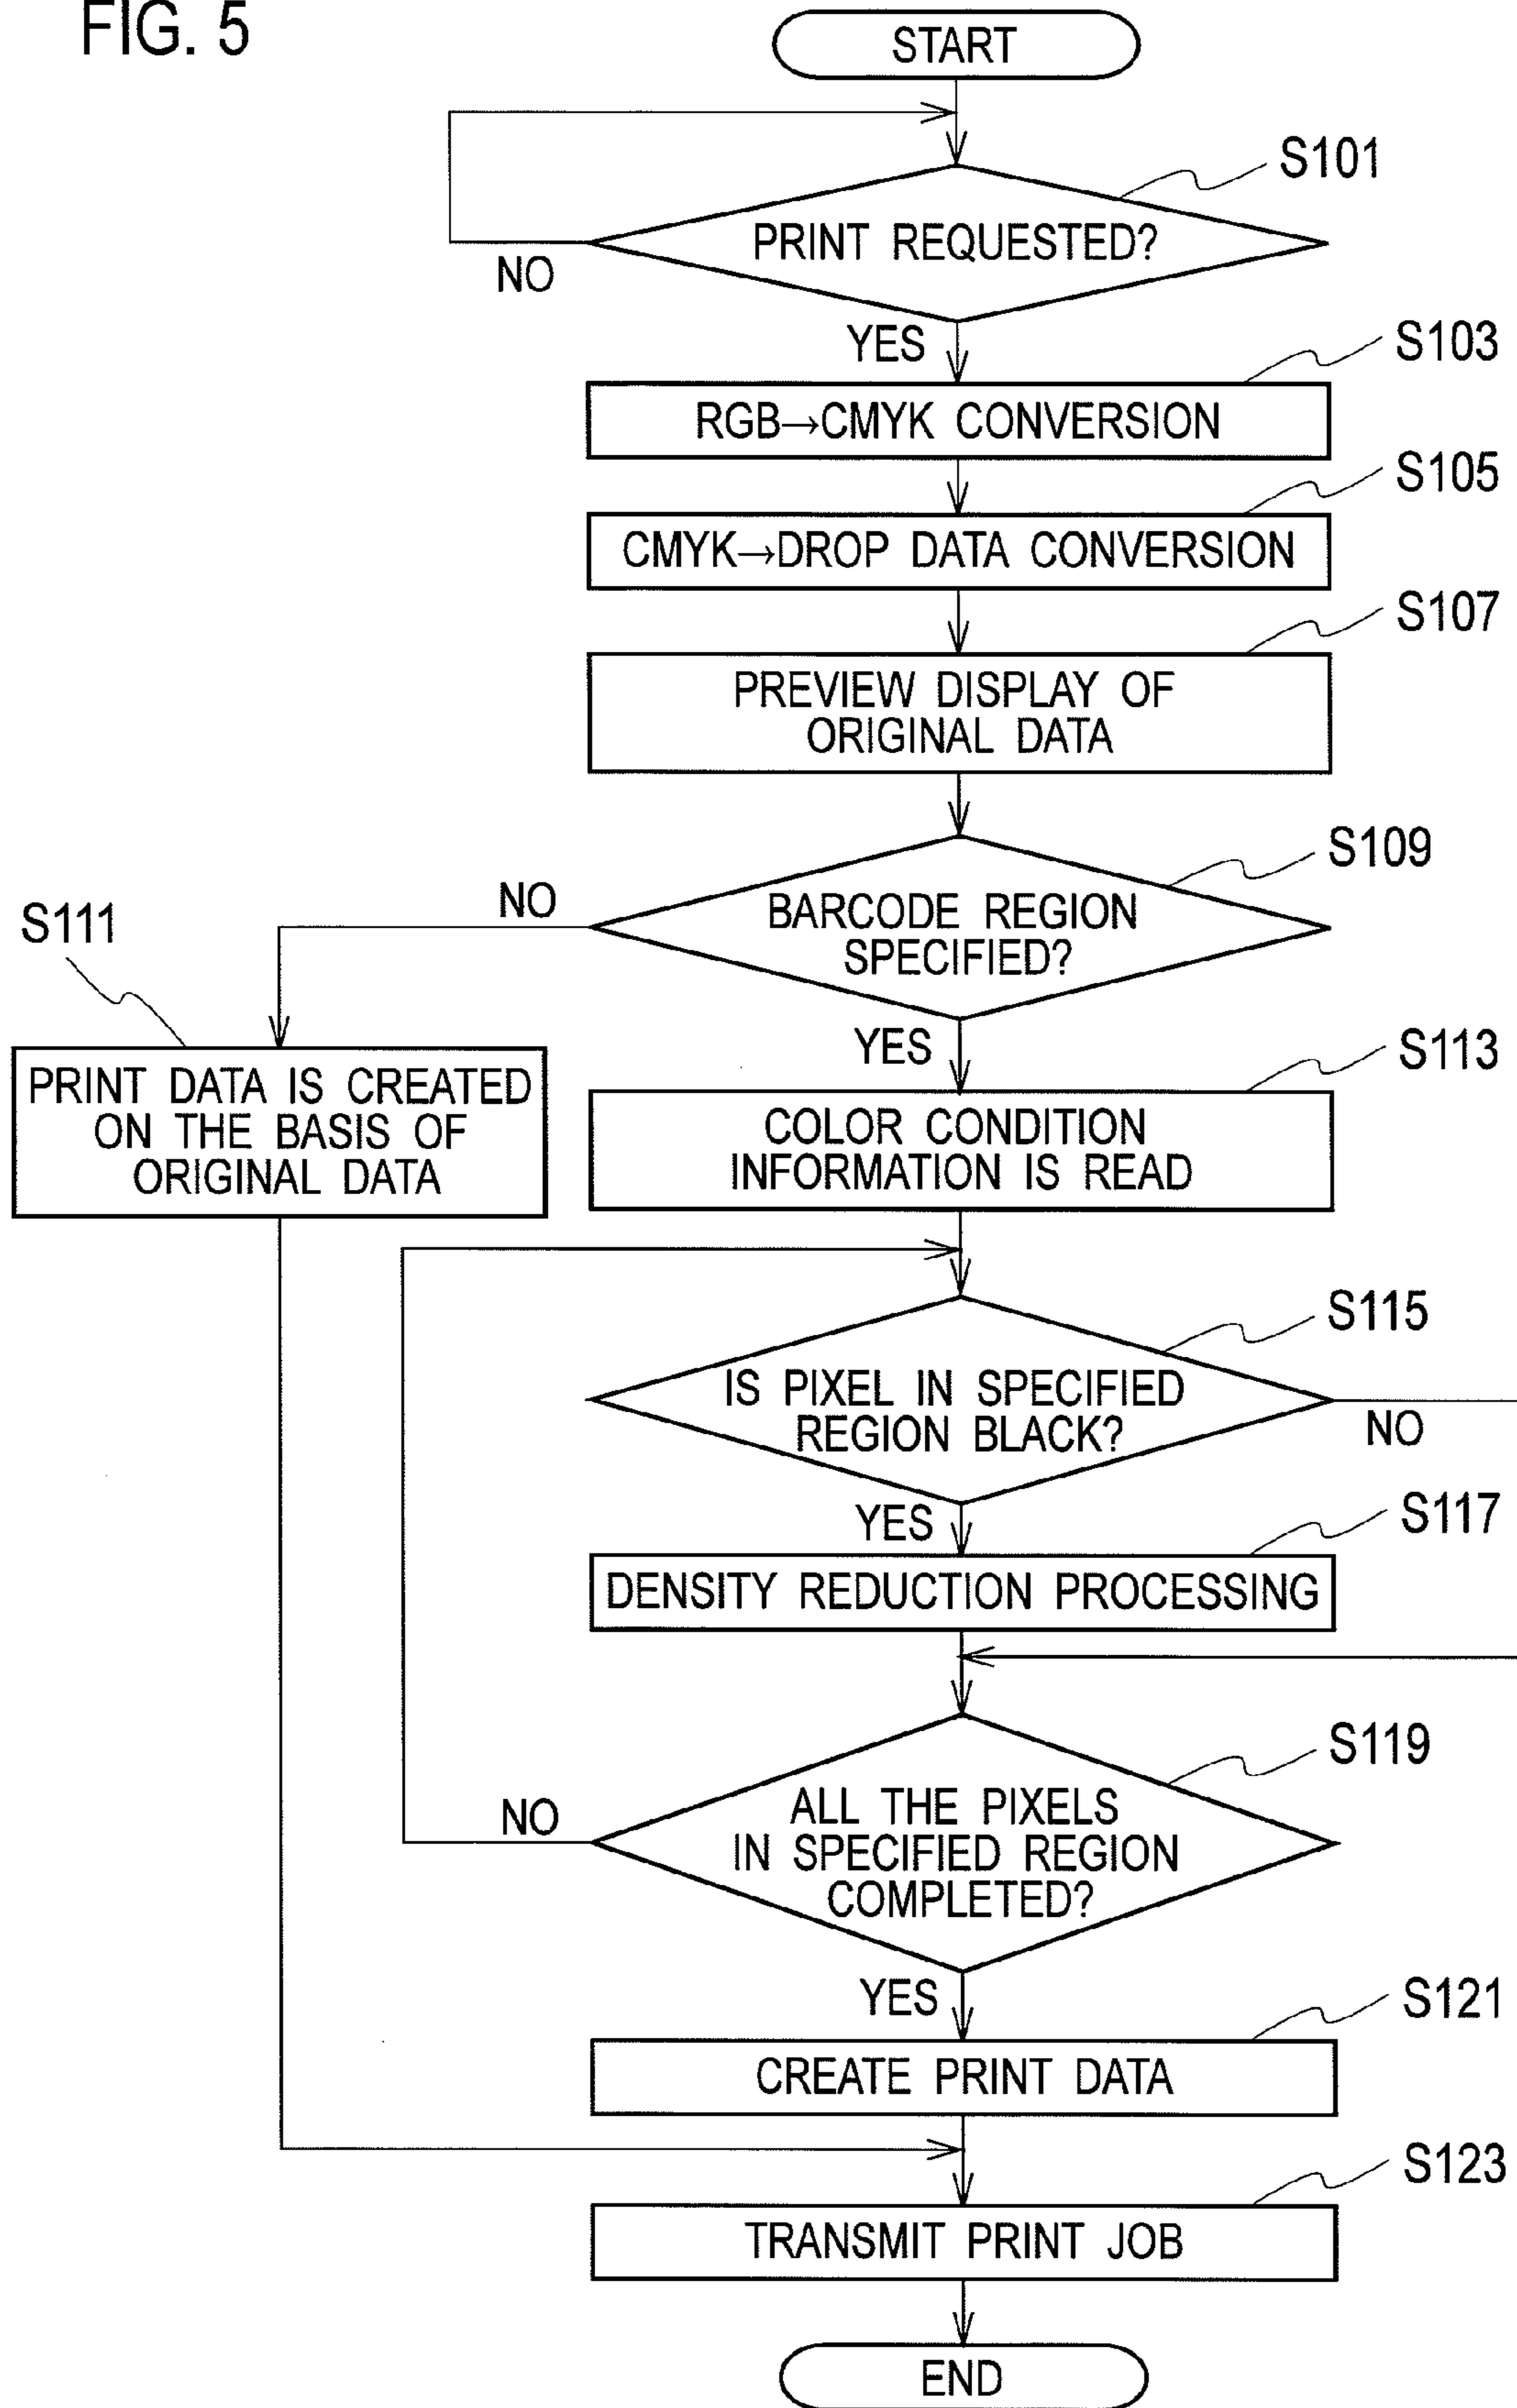 FIG. 5
START
S101
PRINT REQUESTED?
NO
YES
S103
RGB→CMYK CONVERSION
S105
CMYK→DROP DATA CONVERSION
S107
PREVIEW DISPLAY OF
ORIGINAL DATA
S109
NO
BARCODE REGION
SPECIFIED?
S111
YES
S113
PRINT DATA IS CREATED
ON THE BASIS OF
ORIGINAL DATA
COLOR CONDITION
INFORMATION IS READ
S115
IS PIXEL IN SPECIFIED
REGION BLACK?
NO
YES
S117
DENSITY REDUCTION PROCESSING
S119
NO
ALL THE PIXELS
IN SPECIFIED REGION
COMPLETED?
YES
S121
CREATE PRINT DATA
S123
TRANSMIT PRINT JOB
END